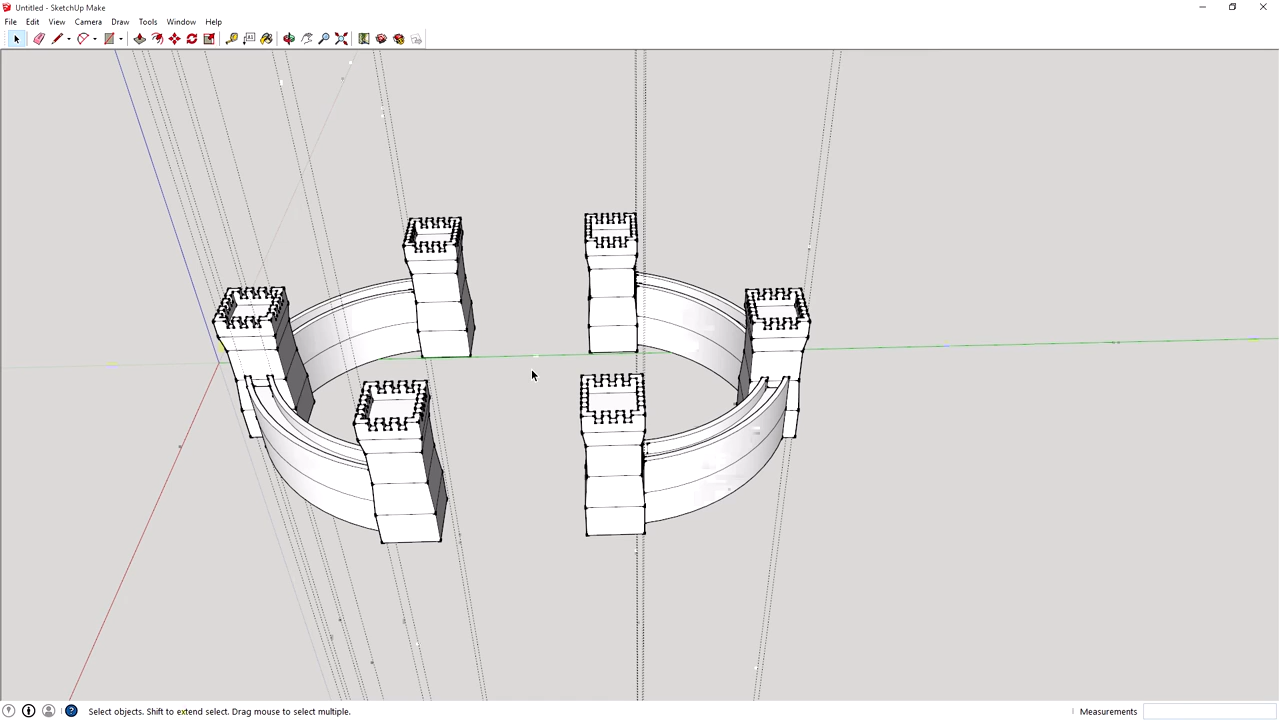 Untitled - SketchUp Make
File Edit View Camera Draw Tools Window Help
Select objects. Shift to extend select. Drag mouse to select multiple.
Measurements